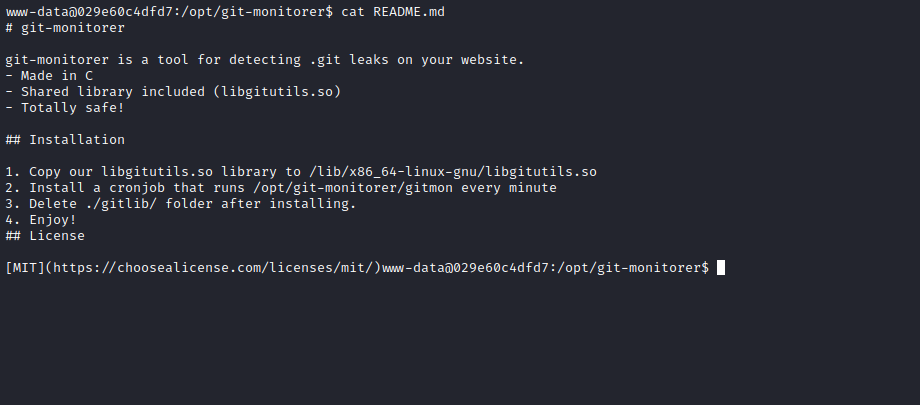 www-data@029e60c4dfd7:/opt/git-monitorer$ cat README.md
# git-monitorer
git-monitorer is a tool for detecting .git leaks on your website.
- Made in C
- Shared library included (libgitutils.so)
- Totally safe!
## Installation
1. Copy our libgitutils.so library to /lib/x86_64-linux-gnu/libgitutils.so
2. Install a cronjob that runs /opt/git-monitorer/gitmon every minute
3. Delete ./gitlib/ folder after installing.
4. Enjoy!
## License
[MIT](https://choosealicense.com/licenses/mit/)www-data@029e60c4dfd7:/opt/git-monitorer$